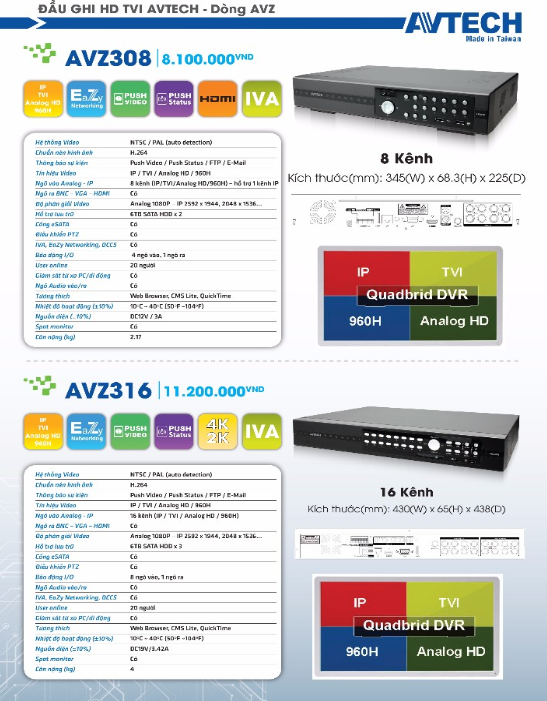 ĐẦU GHI HD TVI AVTECH - Dòng AVZ
AVTECH
Made in Taiwan
AVZ308 8.100.000VND
IP
TVI
Analog HD
960H
EaZy
Networking
PUSH
VIDEO
PUSH
Status
HDMI
IVA
Hệ thống Video NTSC / PAL (auto detection)
Chuẩn nén hình ảnh H.264
Thông báo sự kiện Push Video / Push Status / FTP / E-Mail
Tín hiệu Video IP / TVI / Analog HD / 960H
Ngõ vào Analog - IP 8 kênh (IP/TVI/Analog HD/960H) – hỗ trợ 1 kênh IP
Ngõ ra BNC – VGA – HDMI Có
Độ phân giải Video Analog 1080P - IP 2592 x 1944, 2048 x 1536...
Hỗ trợ lưu trữ 6TB SATA HDD x 2
Cổng eSATA Có
Điều khiển PTZ Có
IVA, EaZy Networking, DCCS Có
Báo động I/O 4 ngõ vào, 1 ngõ ra
User online 20 người
Giám sát từ xa PC/di động Có
Ngõ Audio vào/ra Có
Tương thích Web Browser, CMS Lite, QuickTime
Nhiệt độ hoạt động (±10%) 10°C ~ 40°C (50°F ~104°F)
Nguồn điện (±10%) DC12V / 3A
Spot monitor Có
Cân nặng (kg) 2.17
8 Kênh
Kích thước(mm): 345(W) x 68.3(H) x 225(D)
IP TVI
Quadbrid DVR
960H Analog HD
AVZ316 11.200.000VND
IP
TVI
Analog HD
960H
EaZy
Networking
PUSH
VIDEO
PUSH
Status
4K
2K
IVA
Hệ thống Video NTSC / PAL (auto detection)
Chuẩn nén hình ảnh H.264
Thông báo sự kiện Push Video / Push Status / FTP / E-Mail
Tín hiệu Video IP / TVI / Analog HD / 960H
Ngõ vào Analog - IP 16 kênh (IP / TVI / Analog HD / 960H)
Ngõ ra BNC – VGA – HDMI Có
Độ phân giải Video Analog 1080P - IP 2592 x 1944, 2048 x 1536...
Hỗ trợ lưu trữ 6TB SATA HDD x 3
Cổng eSATA Có
Điều khiển PTZ Có
Báo động I/O 8 ngõ vào, 1 ngõ ra
Ngõ Audio vào/ra Có
IVA, EaZy Networking, DCCS Có
User online 20 người
Giám sát từ xa PC/di động Có
Tương thích Web Browser, CMS Lite, QuickTime
Nhiệt độ hoạt động (±10%) 10°C ~ 40°C (50°F ~104°F)
Nguồn điện (±10%) DC19V/3.42A
Spot monitor Có
Cân nặng (kg) 4
16 Kênh
Kích thước(mm): 430(W) x 65(H) x 438(D)
IP TVI
Quadbrid DVR
960H Analog HD